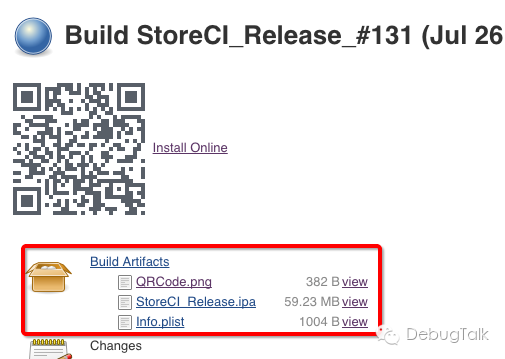 Build StoreCI_Release_#131 (Jul 26
Install Online
Build Artifacts
QRCode.png 382 B view
StoreCI_Release.ipa 59.23 MB view
Info.plist 1004 B view
DebugTalk
Changes